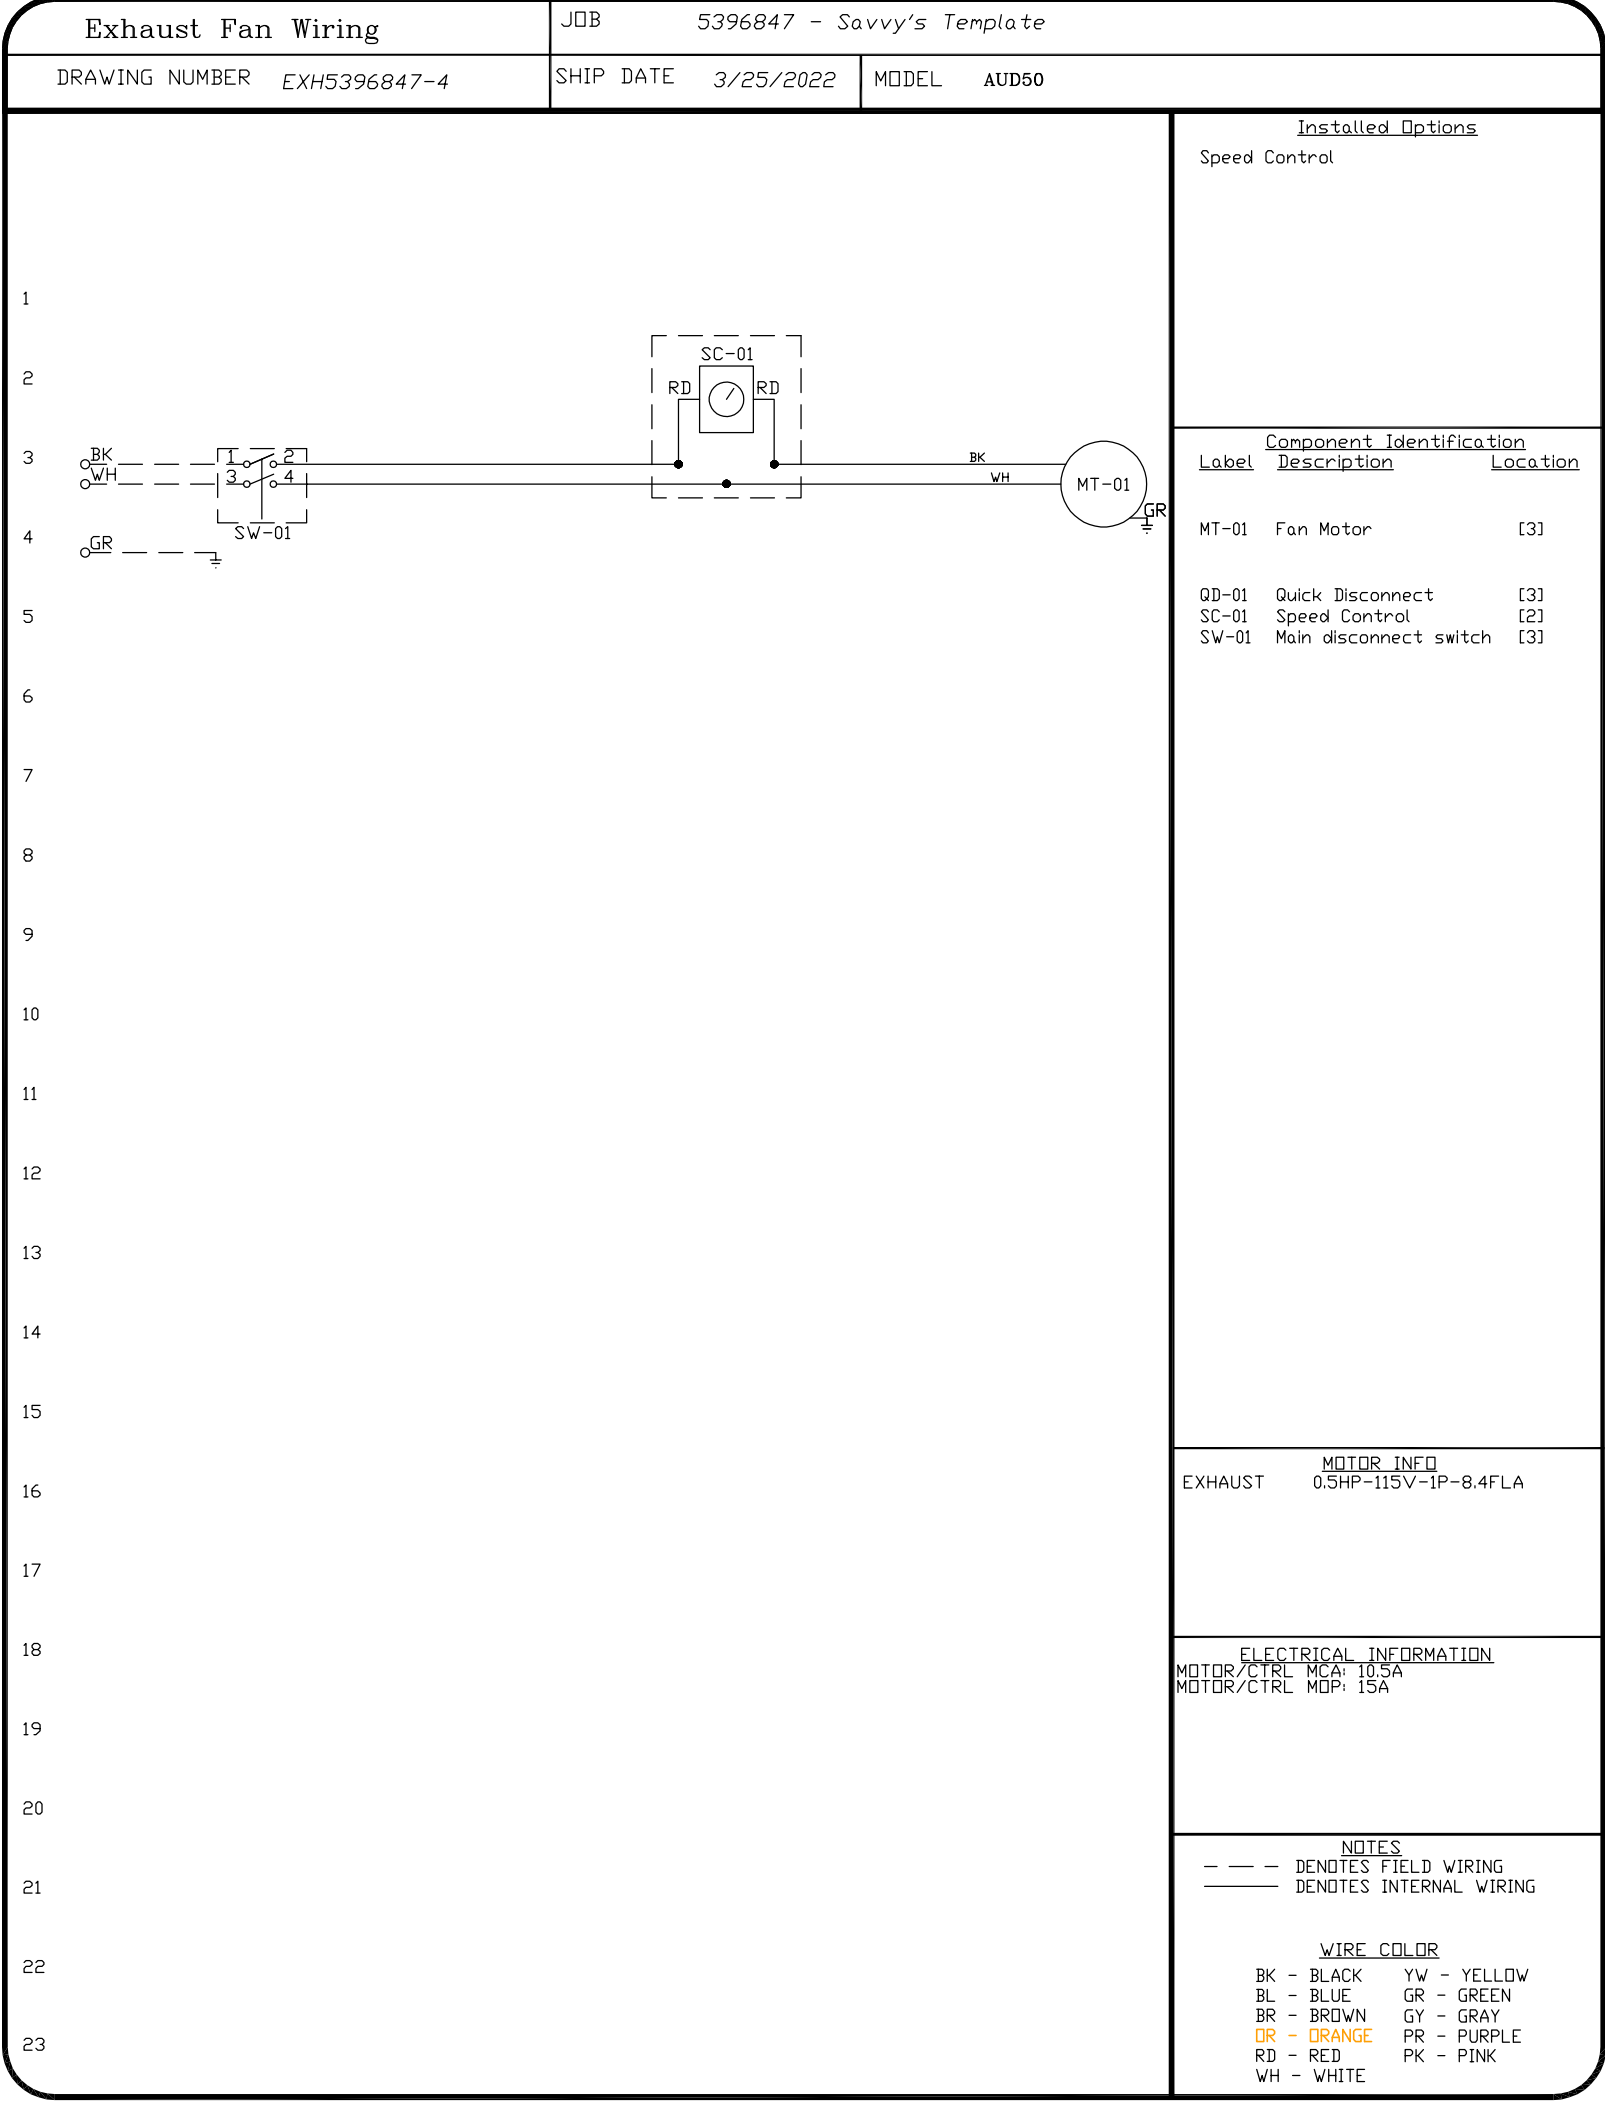 Exhaust Fan Wiring
JOB 5396847 - Savvy's Template
DRAWING NUMBER EXH5396847-4
SHIP DATE 3/25/2022
MODEL AUD50
1
2
3
4
5
6
7
8
9
10
11
12
13
14
15
16
17
18
19
20
21
22
23
SC-01
RD RD
BK
WH
1 2
3 4
SW-01
GR
BK
WH
MT-01
GR
Installed Options
Speed Control
Component Identification
Label Description Location
MT-01 Fan Motor [3]
QD-01 Quick Disconnect [3]
SC-01 Speed Control [2]
SW-01 Main disconnect switch [3]
MOTOR INFO
EXHAUST 0.5HP-115V-1P-8.4FLA
ELECTRICAL INFORMATION
MOTOR/CTRL MCA: 10.5A
MOTOR/CTRL MOP: 15A
NOTES
DENOTES FIELD WIRING
DENOTES INTERNAL WIRING
WIRE COLOR
BK - BLACK YW - YELLOW
BL - BLUE GR - GREEN
BR - BROWN GY - GRAY
OR - ORANGE PR - PURPLE
RD - RED PK - PINK
WH - WHITE